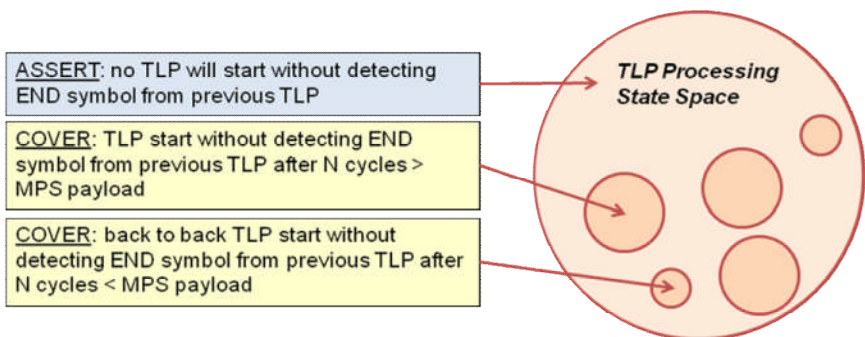 ASSERT: no TLP will start without detecting
END symbol from previous TLP
COVER: TLP start without detecting END
symbol from previous TLP after N cycles >
MPS payload
COVER: back to back TLP start without
detecting END symbol from previous TLP after
N cycles < MPS payload
TLP Processing
State Space